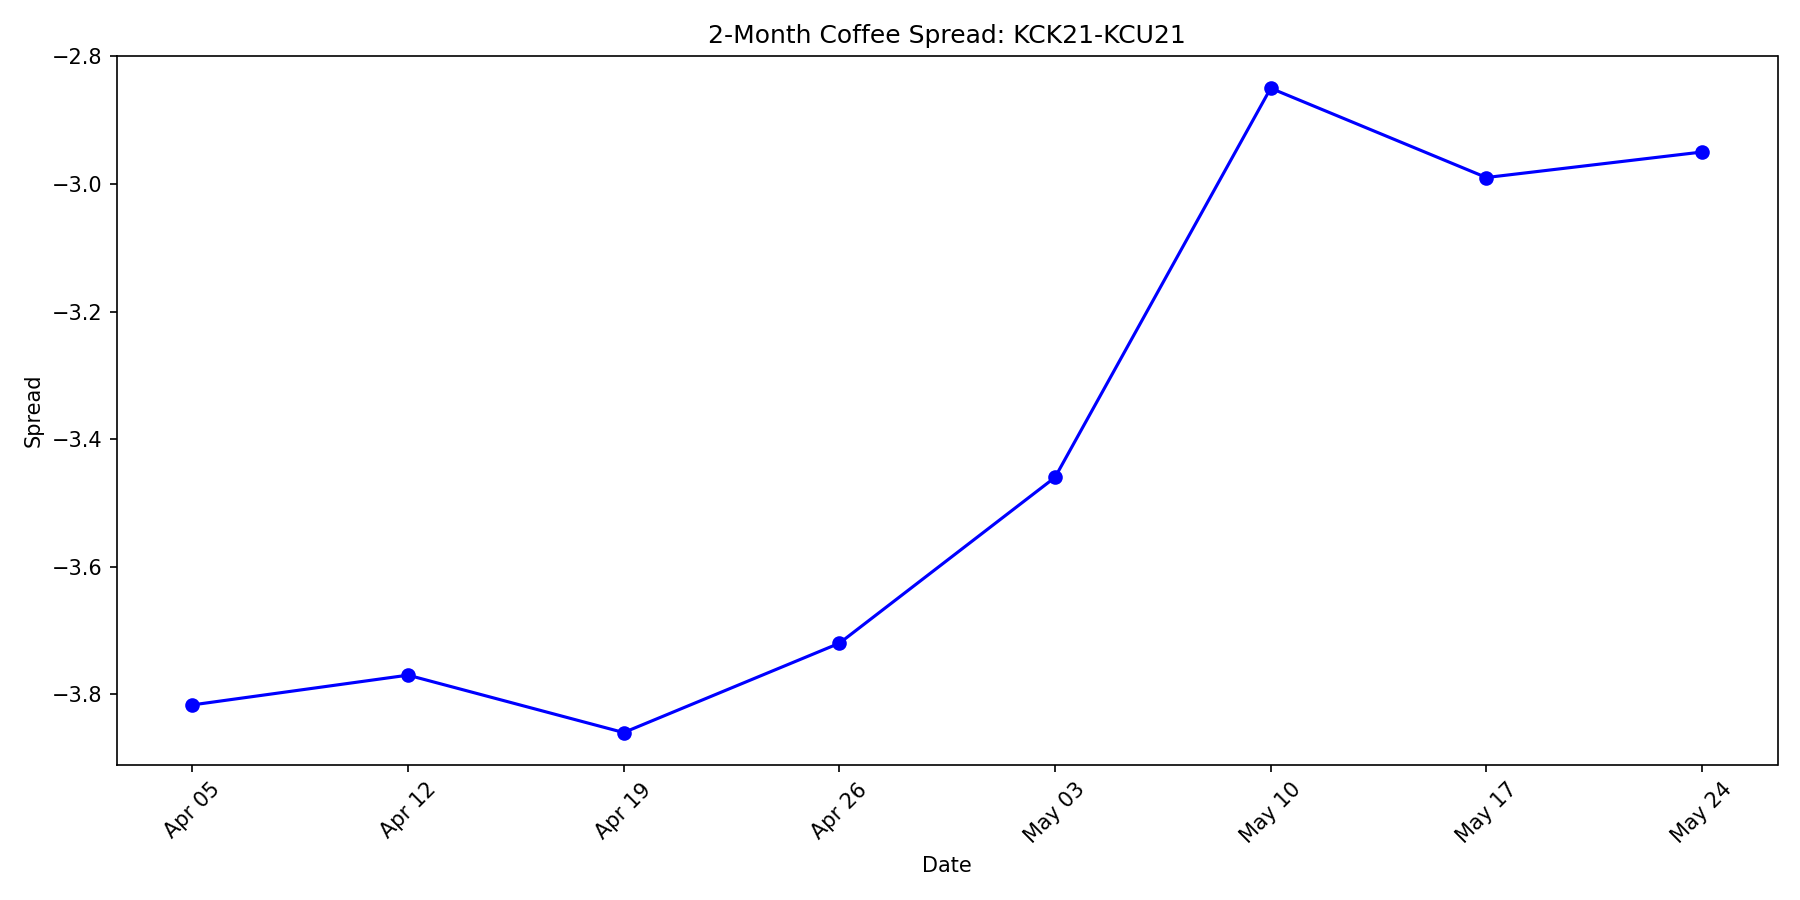 2-Month Coffee Spread: KCK21-KCU21
−2.8
−3.0
−3.2
−3.4
−3.6
−3.8
Spread
Apr 05
Apr 12
Apr 19
Apr 26
May 03
May 10
May 17
May 24
Date